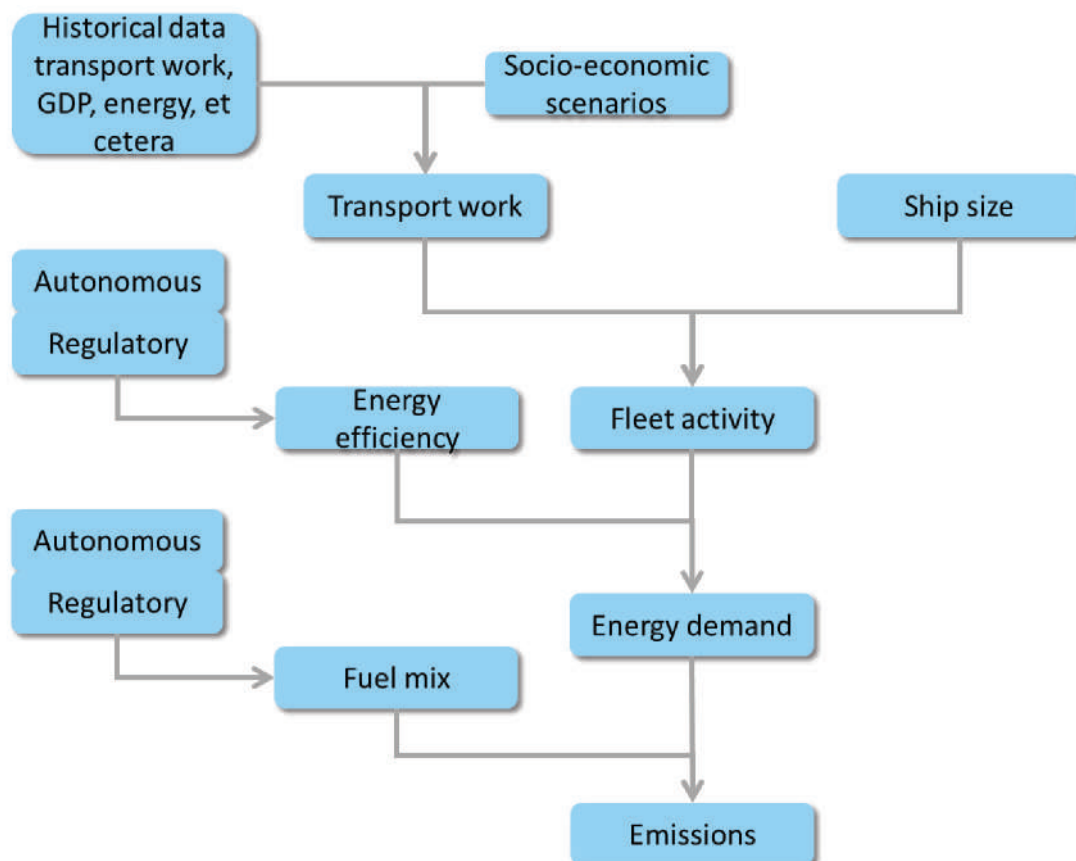 Historical data
transport work,
GDP, energy, et
cetera
Socio-economic
scenarios
Transport work
Ship size
Autonomous
Regulatory
Energy
efficiency
Fleet activity
Autonomous
Regulatory
Energy demand
Fuel mix
Emissions